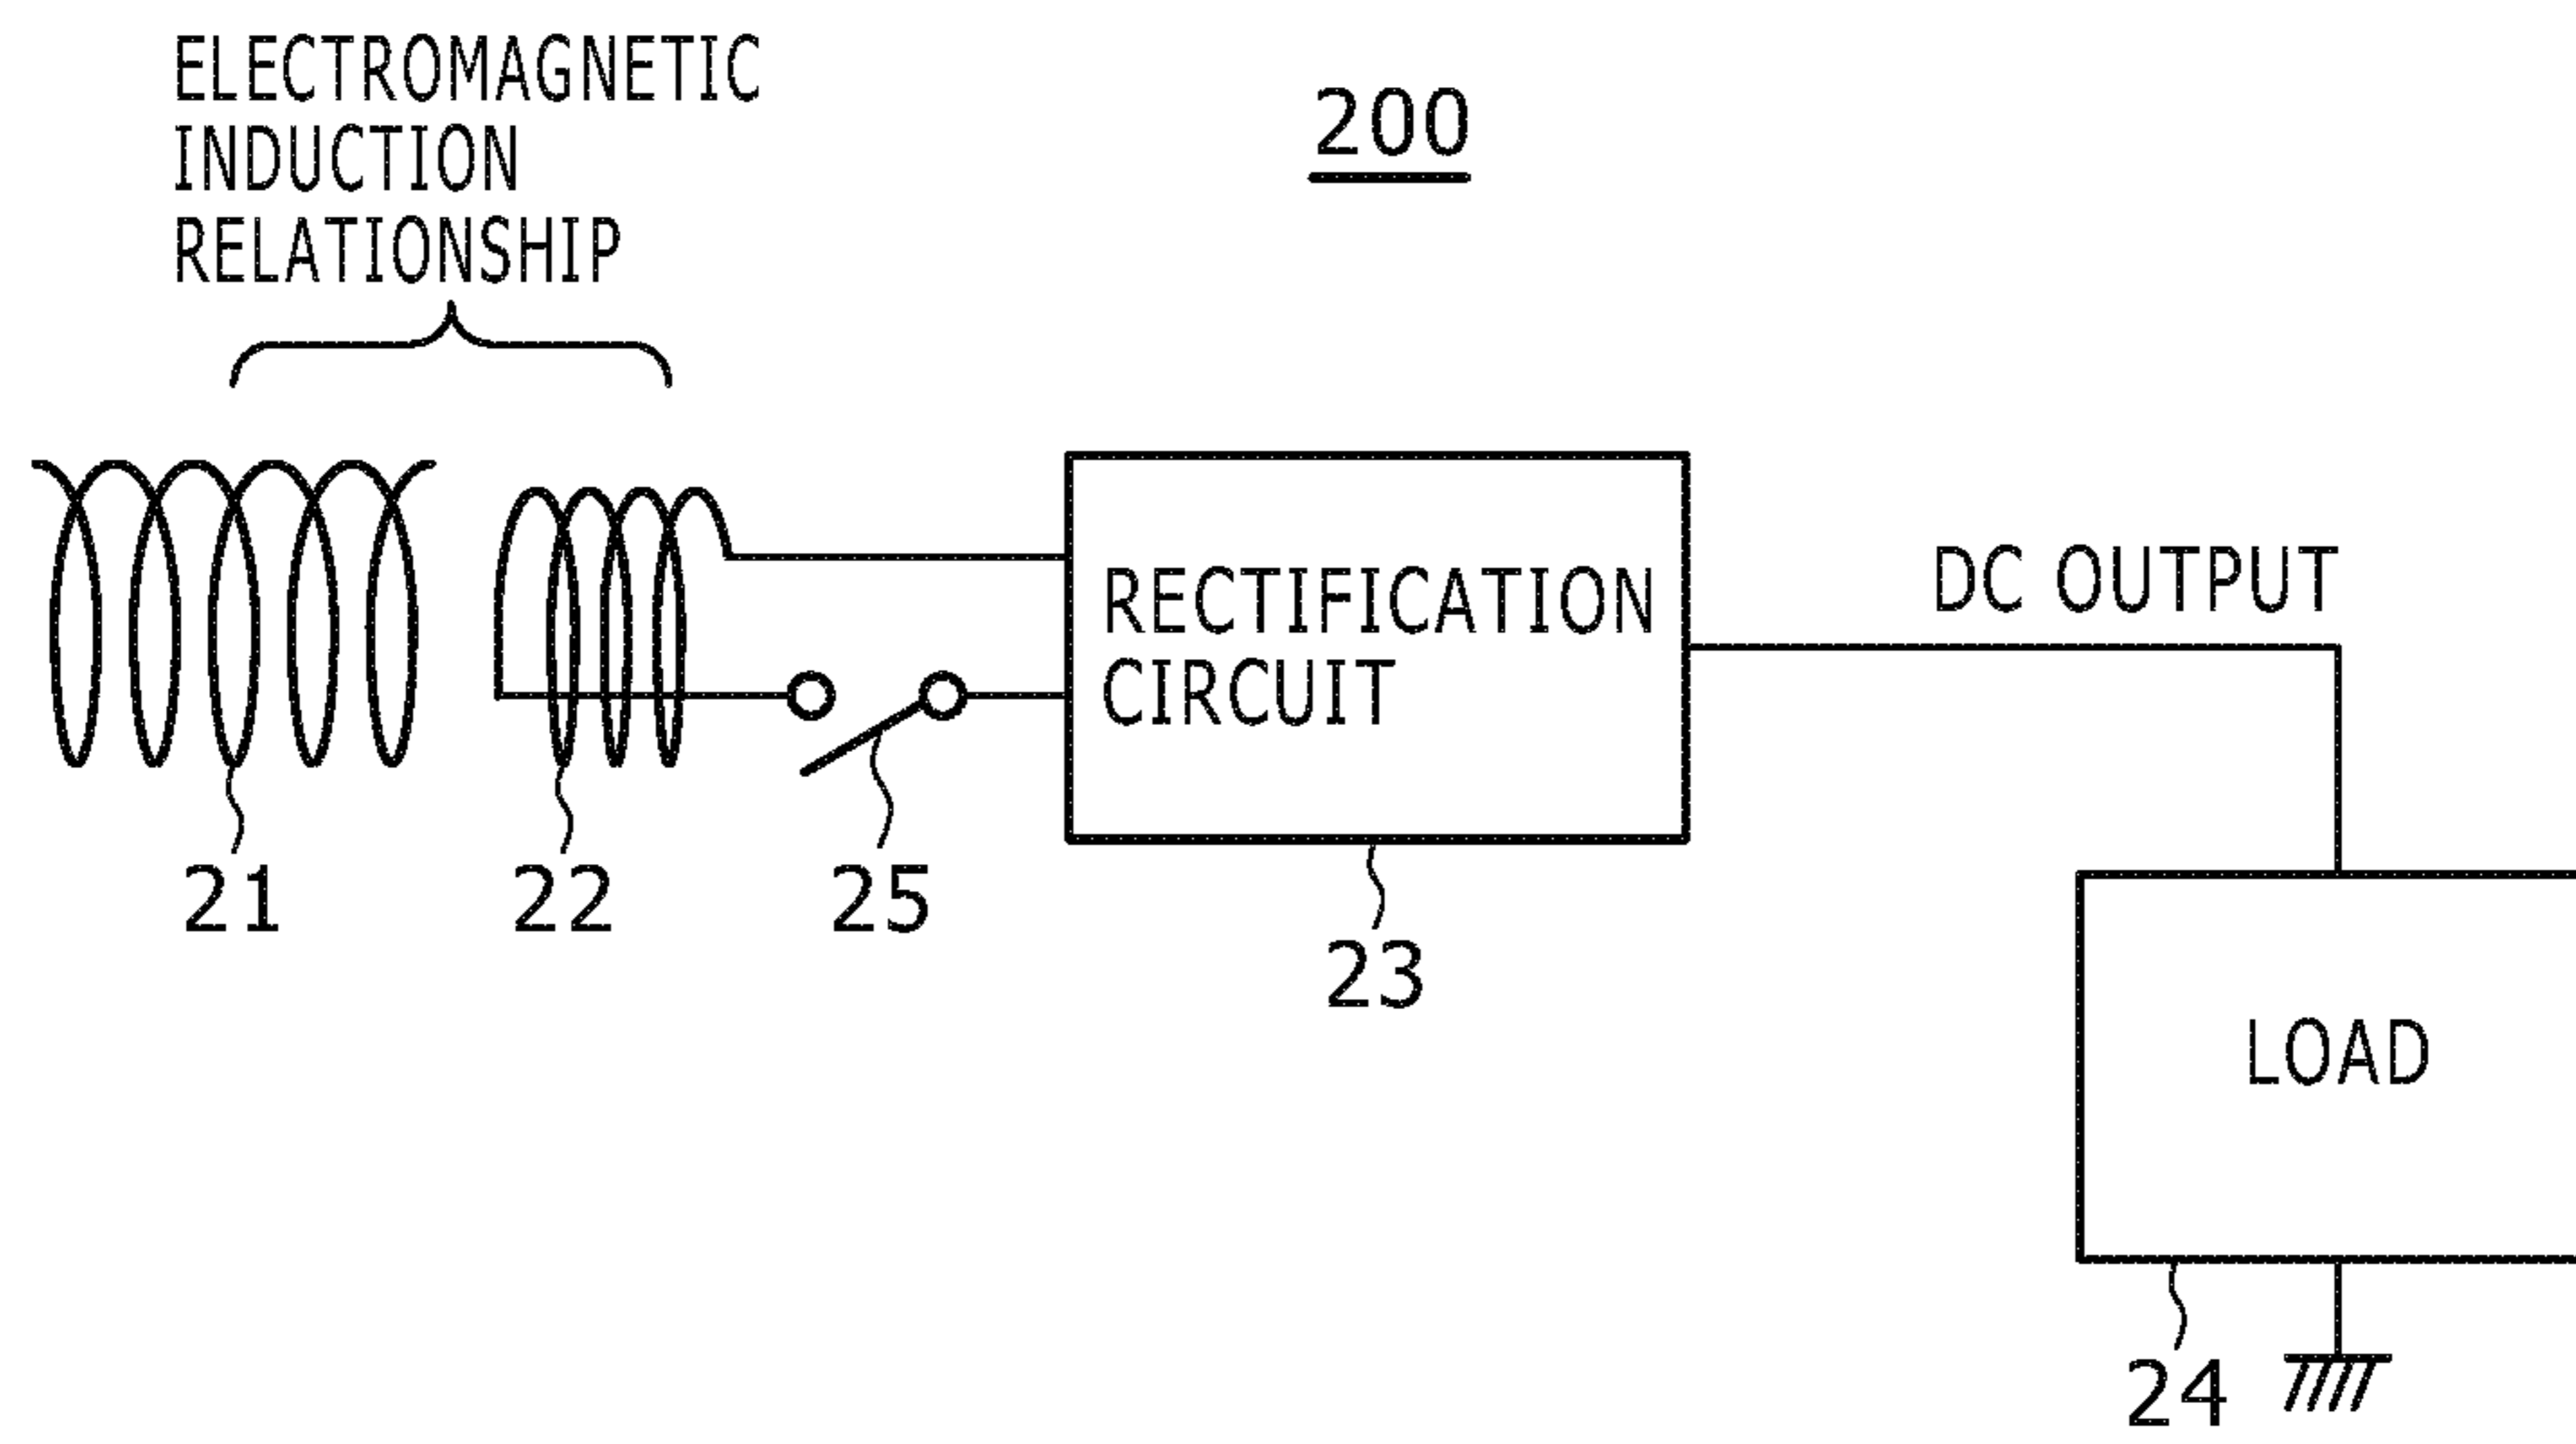 ELECTROMAGNETIC
INDUCTION
RELATIONSHIP
200
RECTIFICATION
CIRCUIT
DC OUTPUT
21
22
25
23
LOAD
24